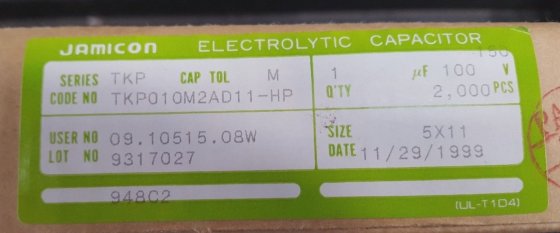 JAMICON ELECTROLYTIC CAPACITOR
SERIES TKP CAP TOL M 1 µF 100 V
CODE NO TKP010M2AD11-HP Q'TY 2,000 PCS
USER NO 09.10515.08W SIZE 5X11
LOT NO 9317027 DATE 11/29/1999
948C2
(UL-T1D4)